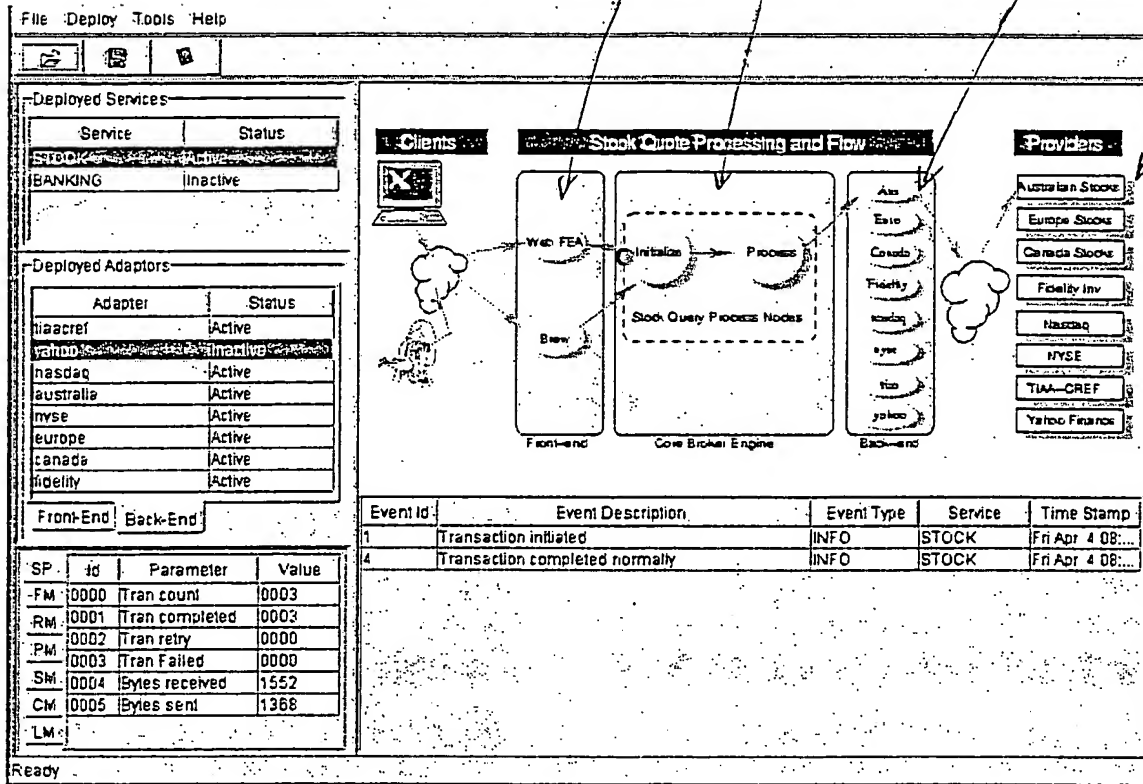 File Deploy Tools Help
Deployed Services
Service Status
STOCK Active
BANKING Inactive
Deployed Adaptors
Adapter Status
tiaacref Active
yahoo Inactive
nasdaq Active
australia Active
nyse Active
europe Active
canada Active
fidelity Active
Front-End Back-End
SP id Parameter Value
FM 0000 Tran count 0003
RM 0001 Tran completed 0003
0002 Tran retry 0000
PM
0003 Tran Failed 0000
SM 0004 Bytes received 1552
CM 0005 Bytes sent 1368
LM
Ready
Clients
Stock Quote Processing and Flow
Providers
Web FEA
Brew
Front-end
Initialize
Process
Stock Query Process Nodes
Core Broker Engine
Aus
Euro
Canada
Fidelity
nasdaq
nyse
tiaa
yahoo
Back-end
Australian Stocks
Europe Stocks
Canada Stocks
Fidelity Inv
Nasdaq
NYSE
TIAA-CREF
Yahoo Finance
Event Id Event Description Event Type Service Time Stamp
1 Transaction initiated INFO STOCK Fri Apr 4 08:...
4 Transaction completed normally INFO STOCK Fri Apr 4 08:...